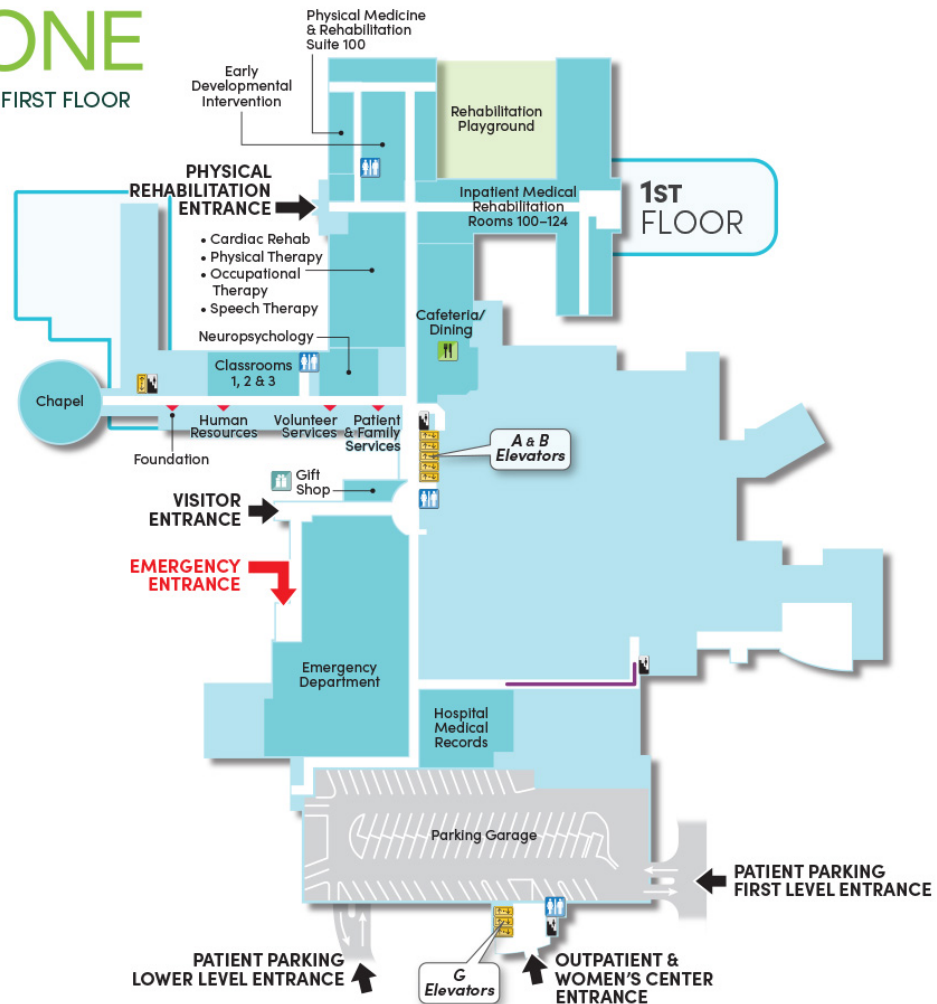 ONE
FIRST FLOOR
Physical Medicine
& Rehabilitation
Suite 100
Early
Developmental
Intervention
Rehabilitation
Playground
PHYSICAL
REHABILITATION
ENTRANCE
Inpatient Medical
Rehabilitation
Rooms 100–124
1ST
FLOOR
• Cardiac Rehab
• Physical Therapy
• Occupational
Therapy
• Speech Therapy
Neuropsychology
Cafeteria/
Dining
Classrooms
1, 2 & 3
Chapel
Foundation
Human
Resources
Volunteer
Services
Patient
& Family
Services
A & B
Elevators
Gift
Shop
VISITOR
ENTRANCE
EMERGENCY
ENTRANCE
Emergency
Department
Hospital
Medical
Records
Parking Garage
PATIENT PARKING
FIRST LEVEL ENTRANCE
PATIENT PARKING
LOWER LEVEL ENTRANCE
G
Elevators
OUTPATIENT &
WOMEN'S CENTER
ENTRANCE